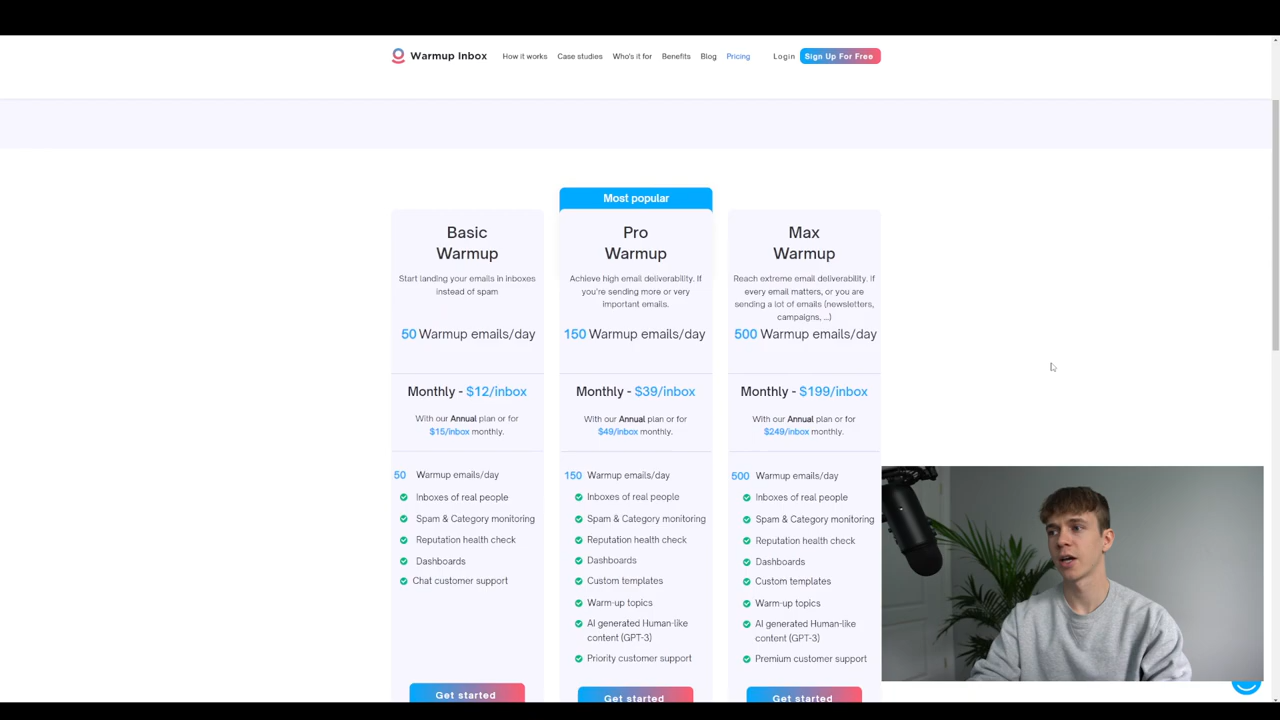 Warmup Inbox
How it works
Case studies
Who's it for
Benefits
Blog
Pricing
Login
Sign Up For Free
Basic
Warmup
Start landing your emails in inboxes
instead of spam
50 Warmup emails/day
Monthly - $12/inbox
With our Annual plan or for
$15/inbox monthly.
50 Warmup emails/day
Inboxes of real people
Spam & Category monitoring
Reputation health check
Dashboards
Chat customer support
Get started
Most popular
Pro
Warmup
Achieve high email deliverability. If
you're sending more or very
important emails.
150 Warmup emails/day
Monthly - $39/inbox
With our Annual plan or for
$49/inbox monthly.
150 Warmup emails/day
Inboxes of real people
Spam & Category monitoring
Reputation health check
Dashboards
Custom templates
Warm-up topics
AI generated Human-like
content (GPT-3)
Priority customer support
Get started
Max
Warmup
Reach extreme email deliverability. If
every email matters, or you are
sending a lot of emails (newsletters,
campaigns, ...)
500 Warmup emails/day
Monthly - $199/inbox
With our Annual plan or for
$249/inbox monthly.
500 Warmup emails/day
Inboxes of real people
Spam & Category monitoring
Reputation health check
Dashboards
Custom templates
Warm-up topics
AI generated Human-like
content (GPT-3)
Premium customer support
Get started